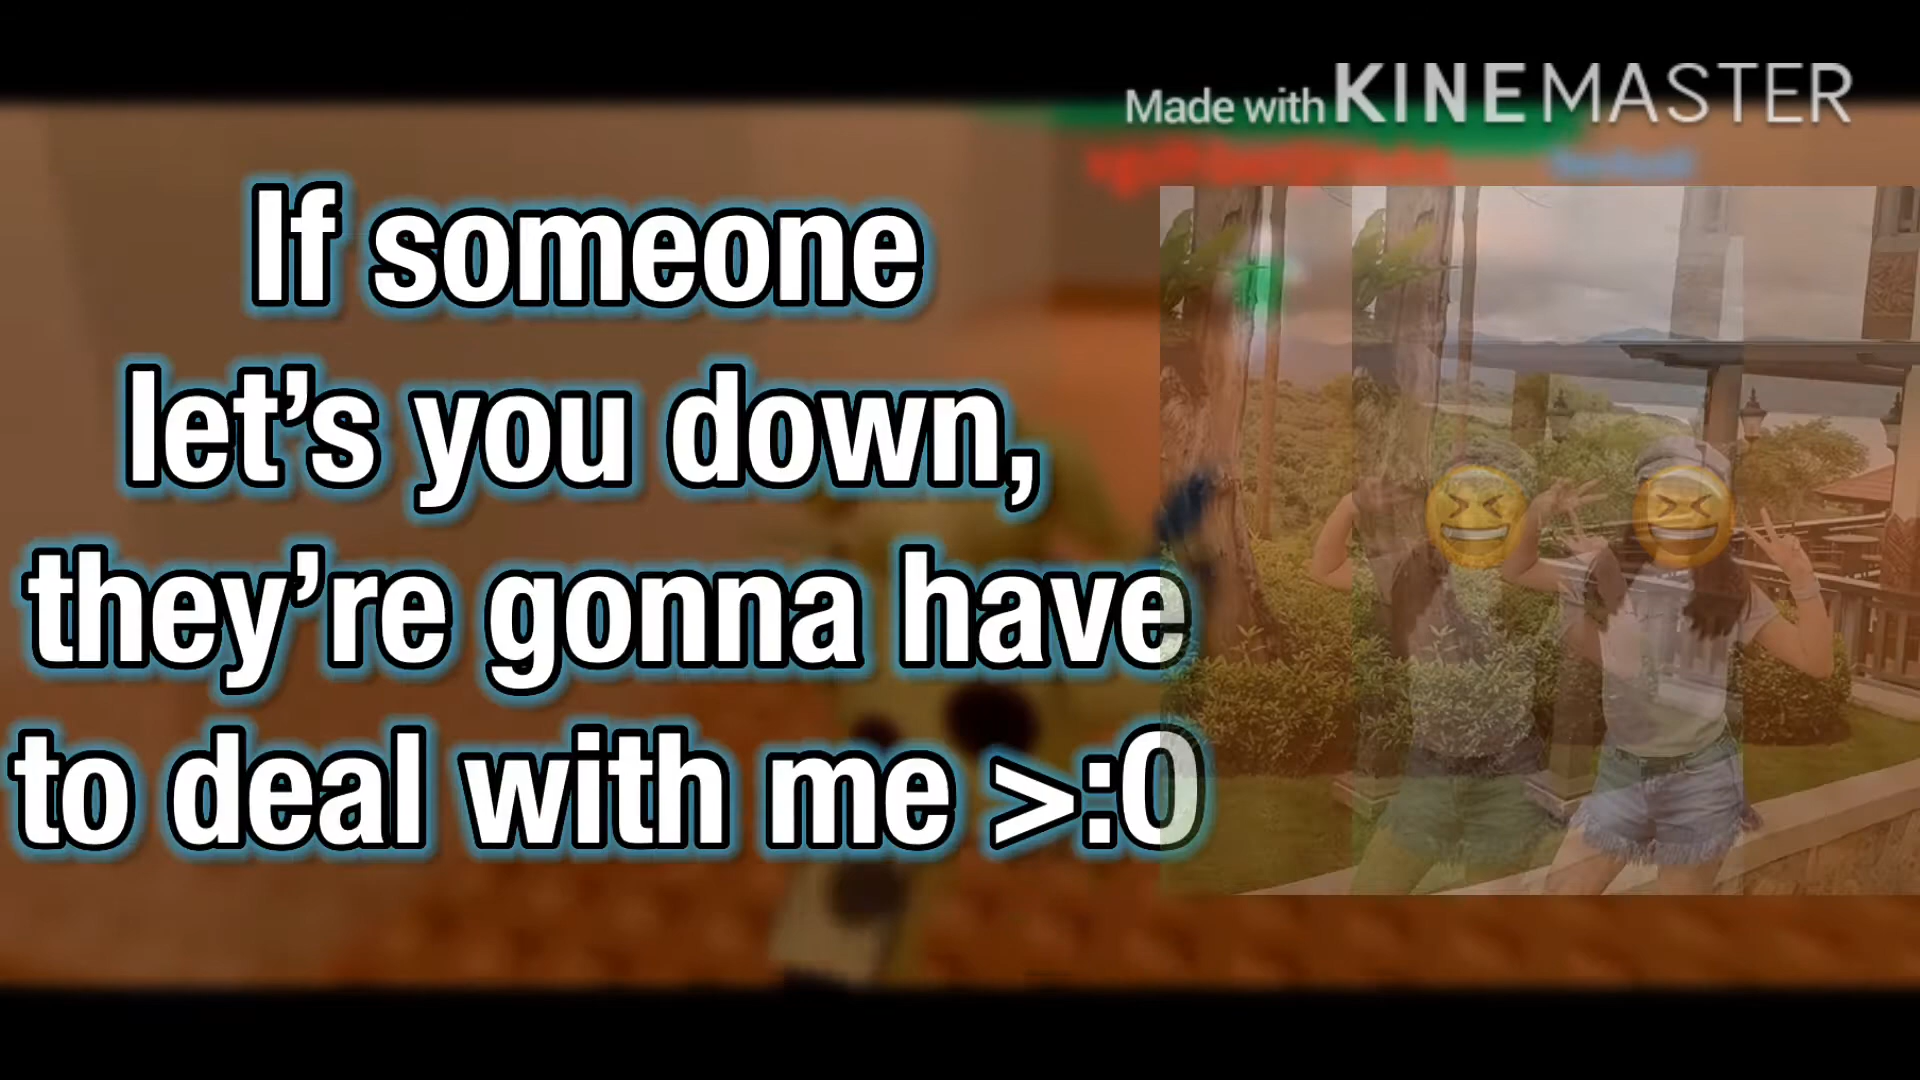 Made with KINEMASTER
If someone
let’s you down,
they’re gonna have
to deal with me >:0